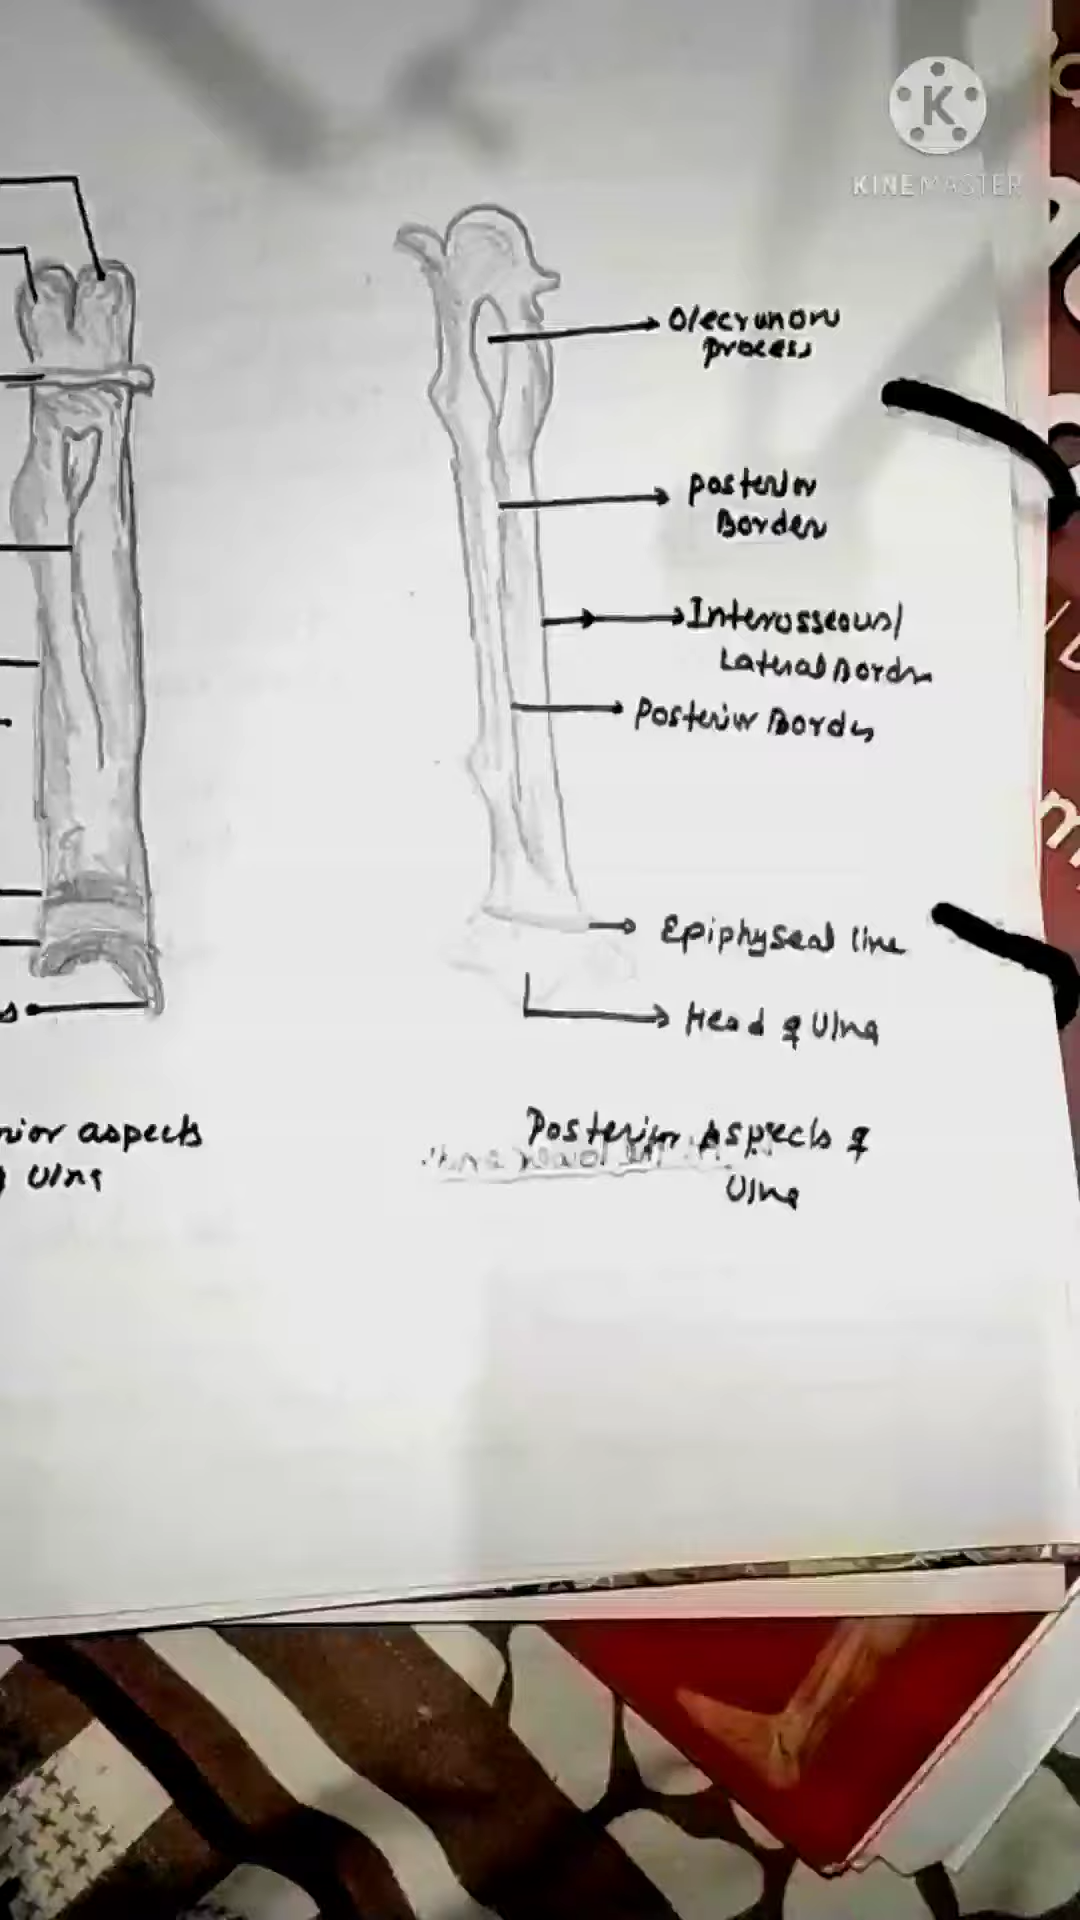 KINEMASTER
Olecranon
process
Posterior
Border
Interosseous/
Lateral Border
Posterior Border
Epiphyseal line
Head of Ulna
rior aspects
Ulna
Posterior Aspects of
Ulna